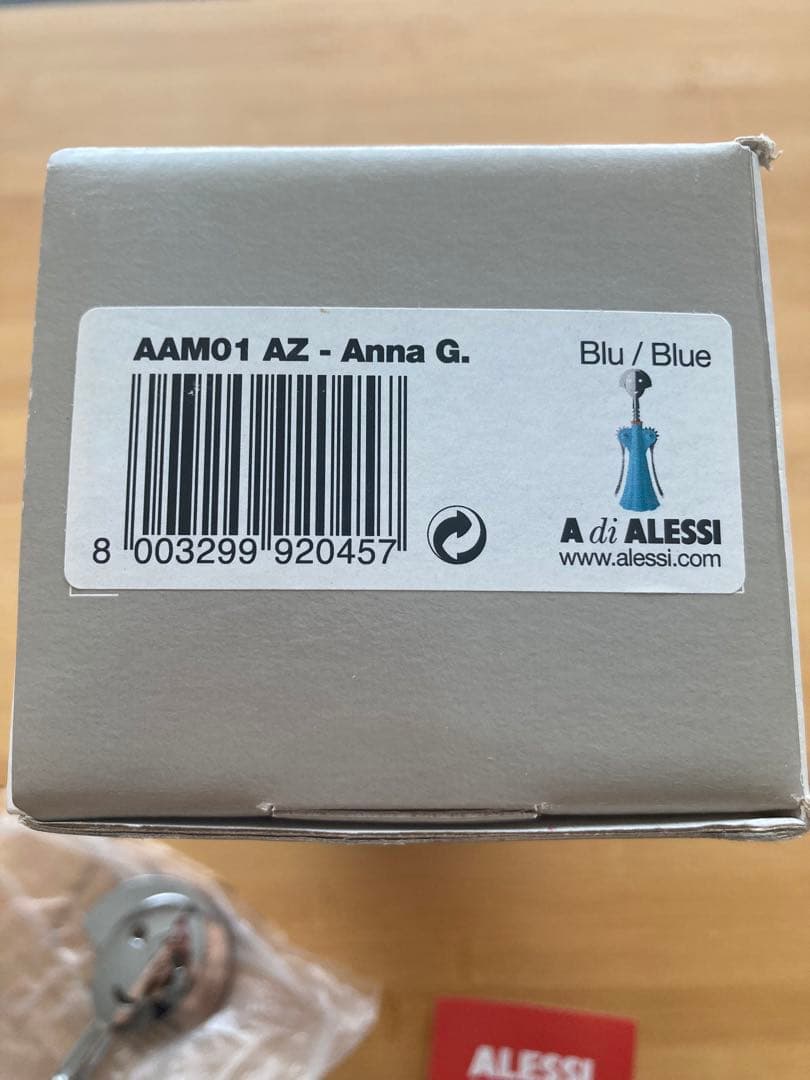 AAM01 AZ - Anna G.
Blu / Blue
8 003299 920457
A di ALESSI
www.alessi.com
ALESSI